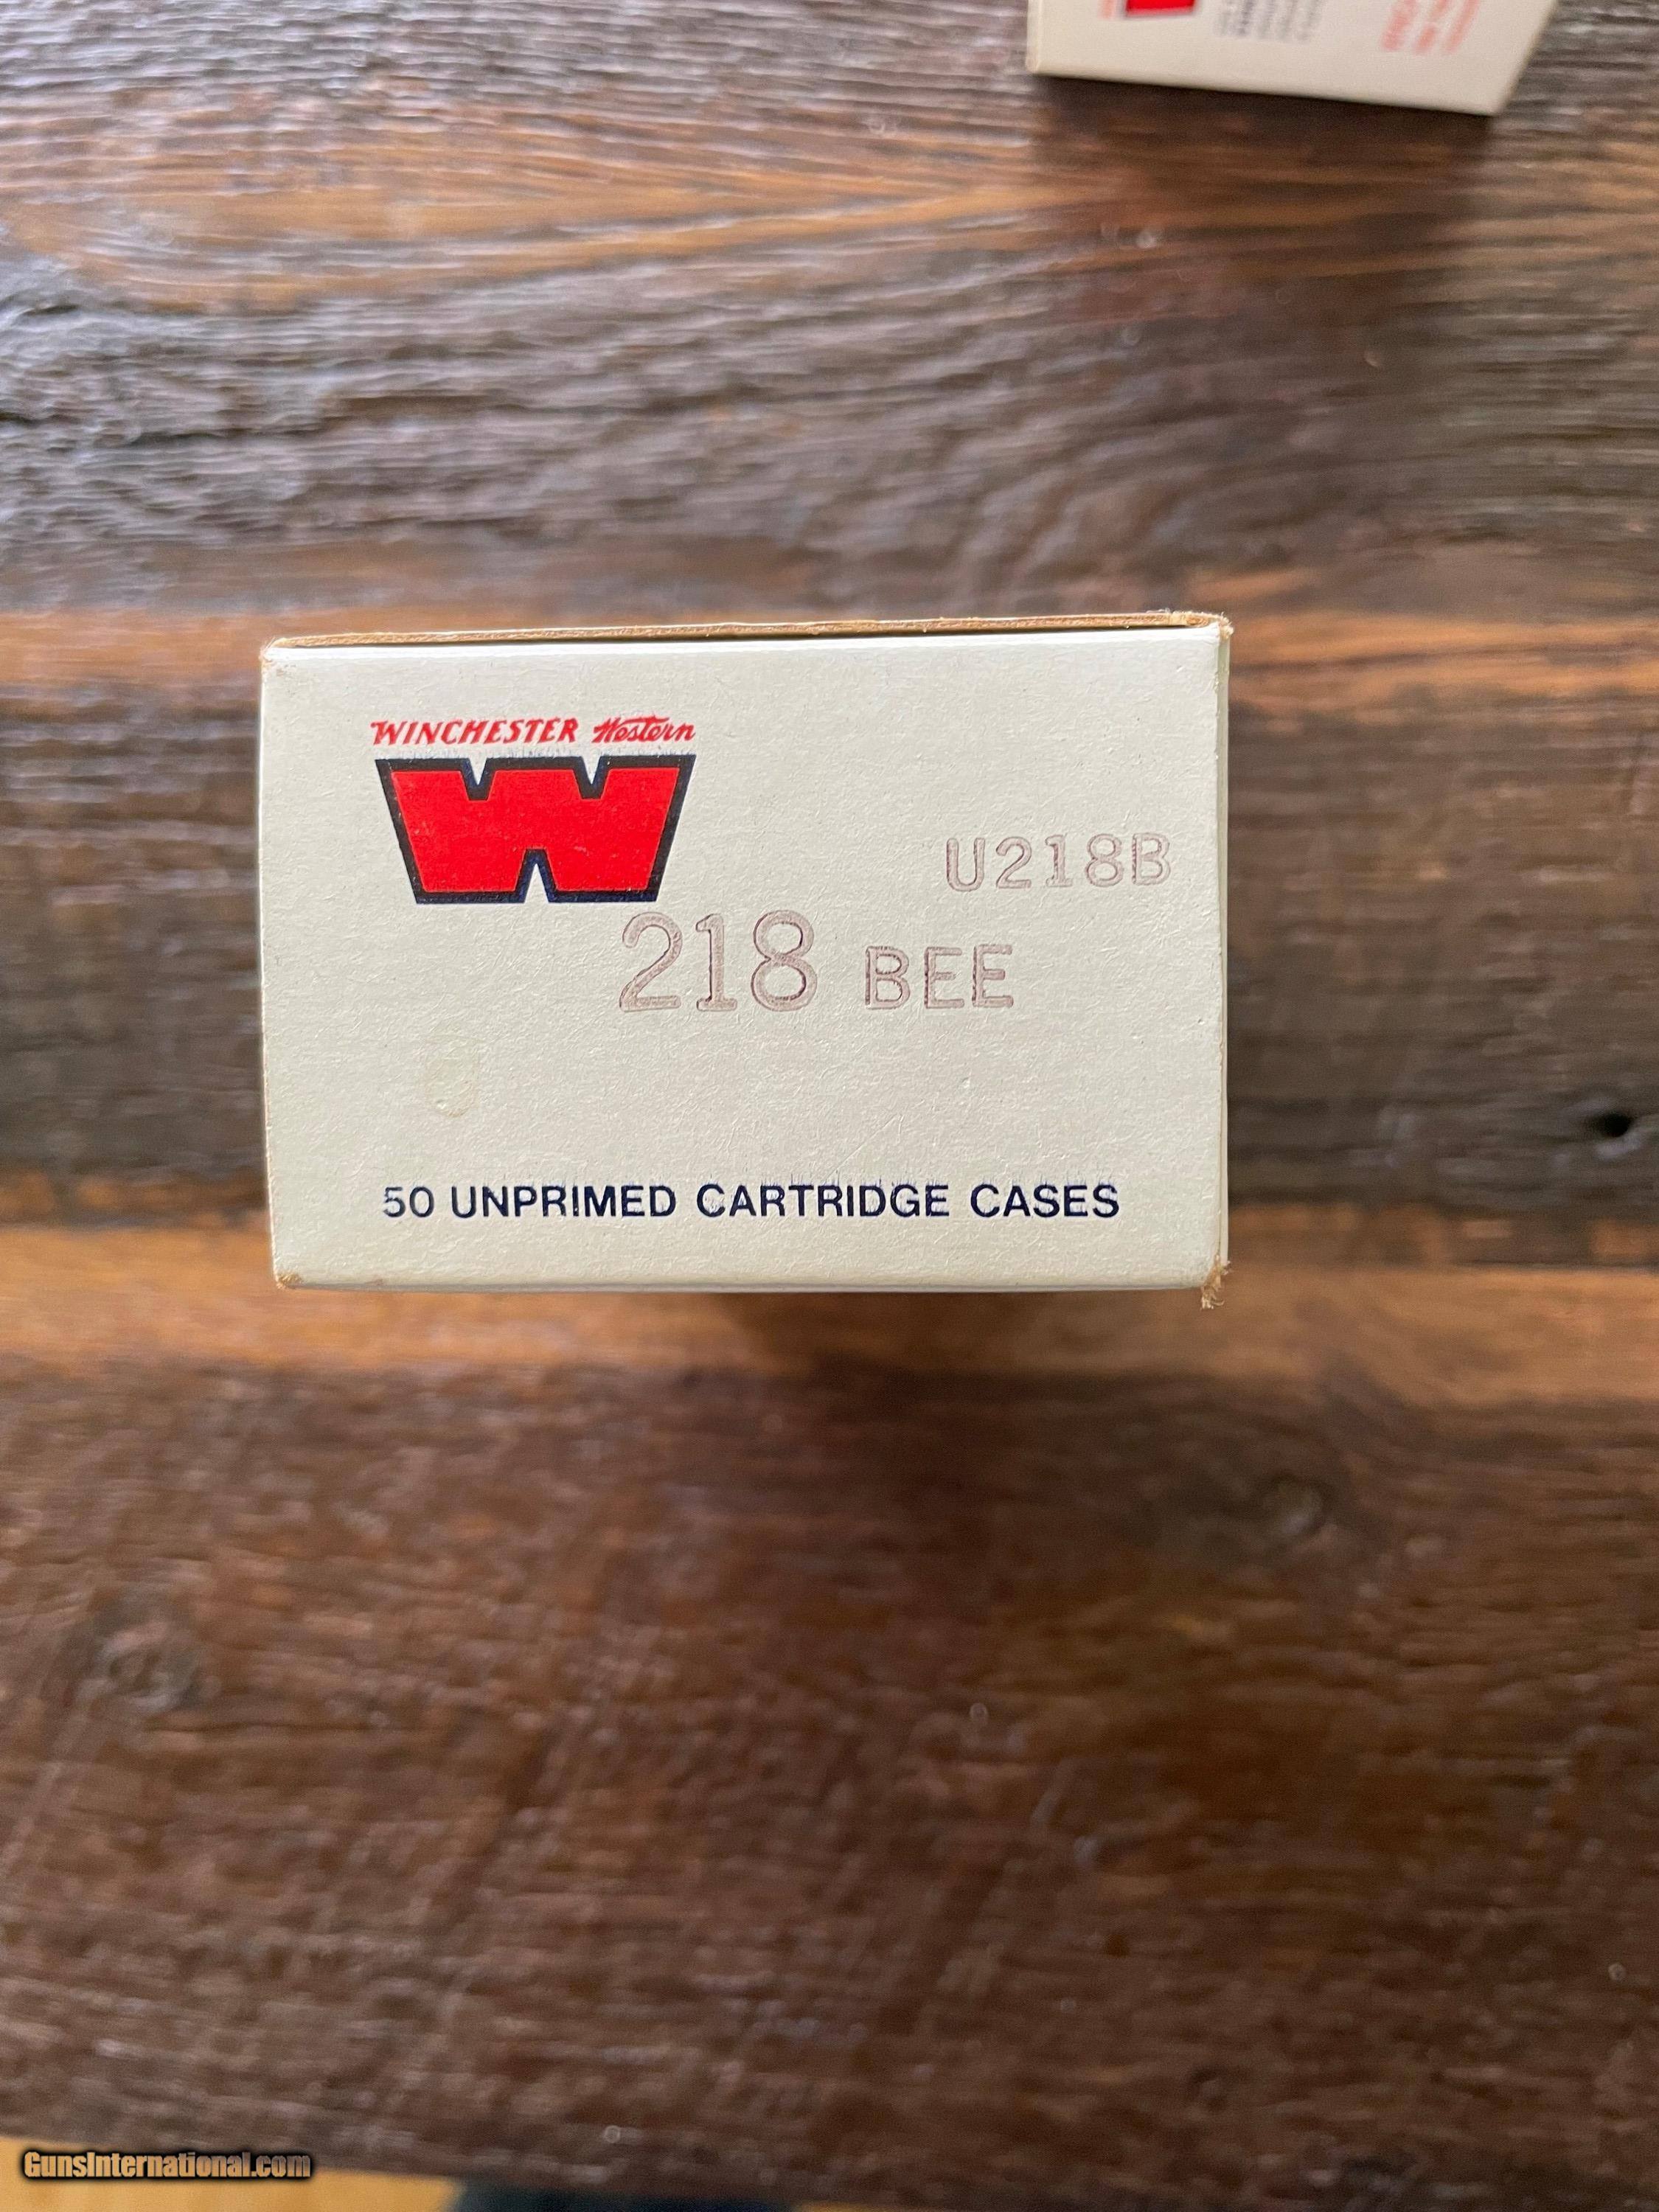 WINCHESTER Western
W
U218B
218 BEE
50 UNPRIMED CARTRIDGE CASES
GunsInternational.com